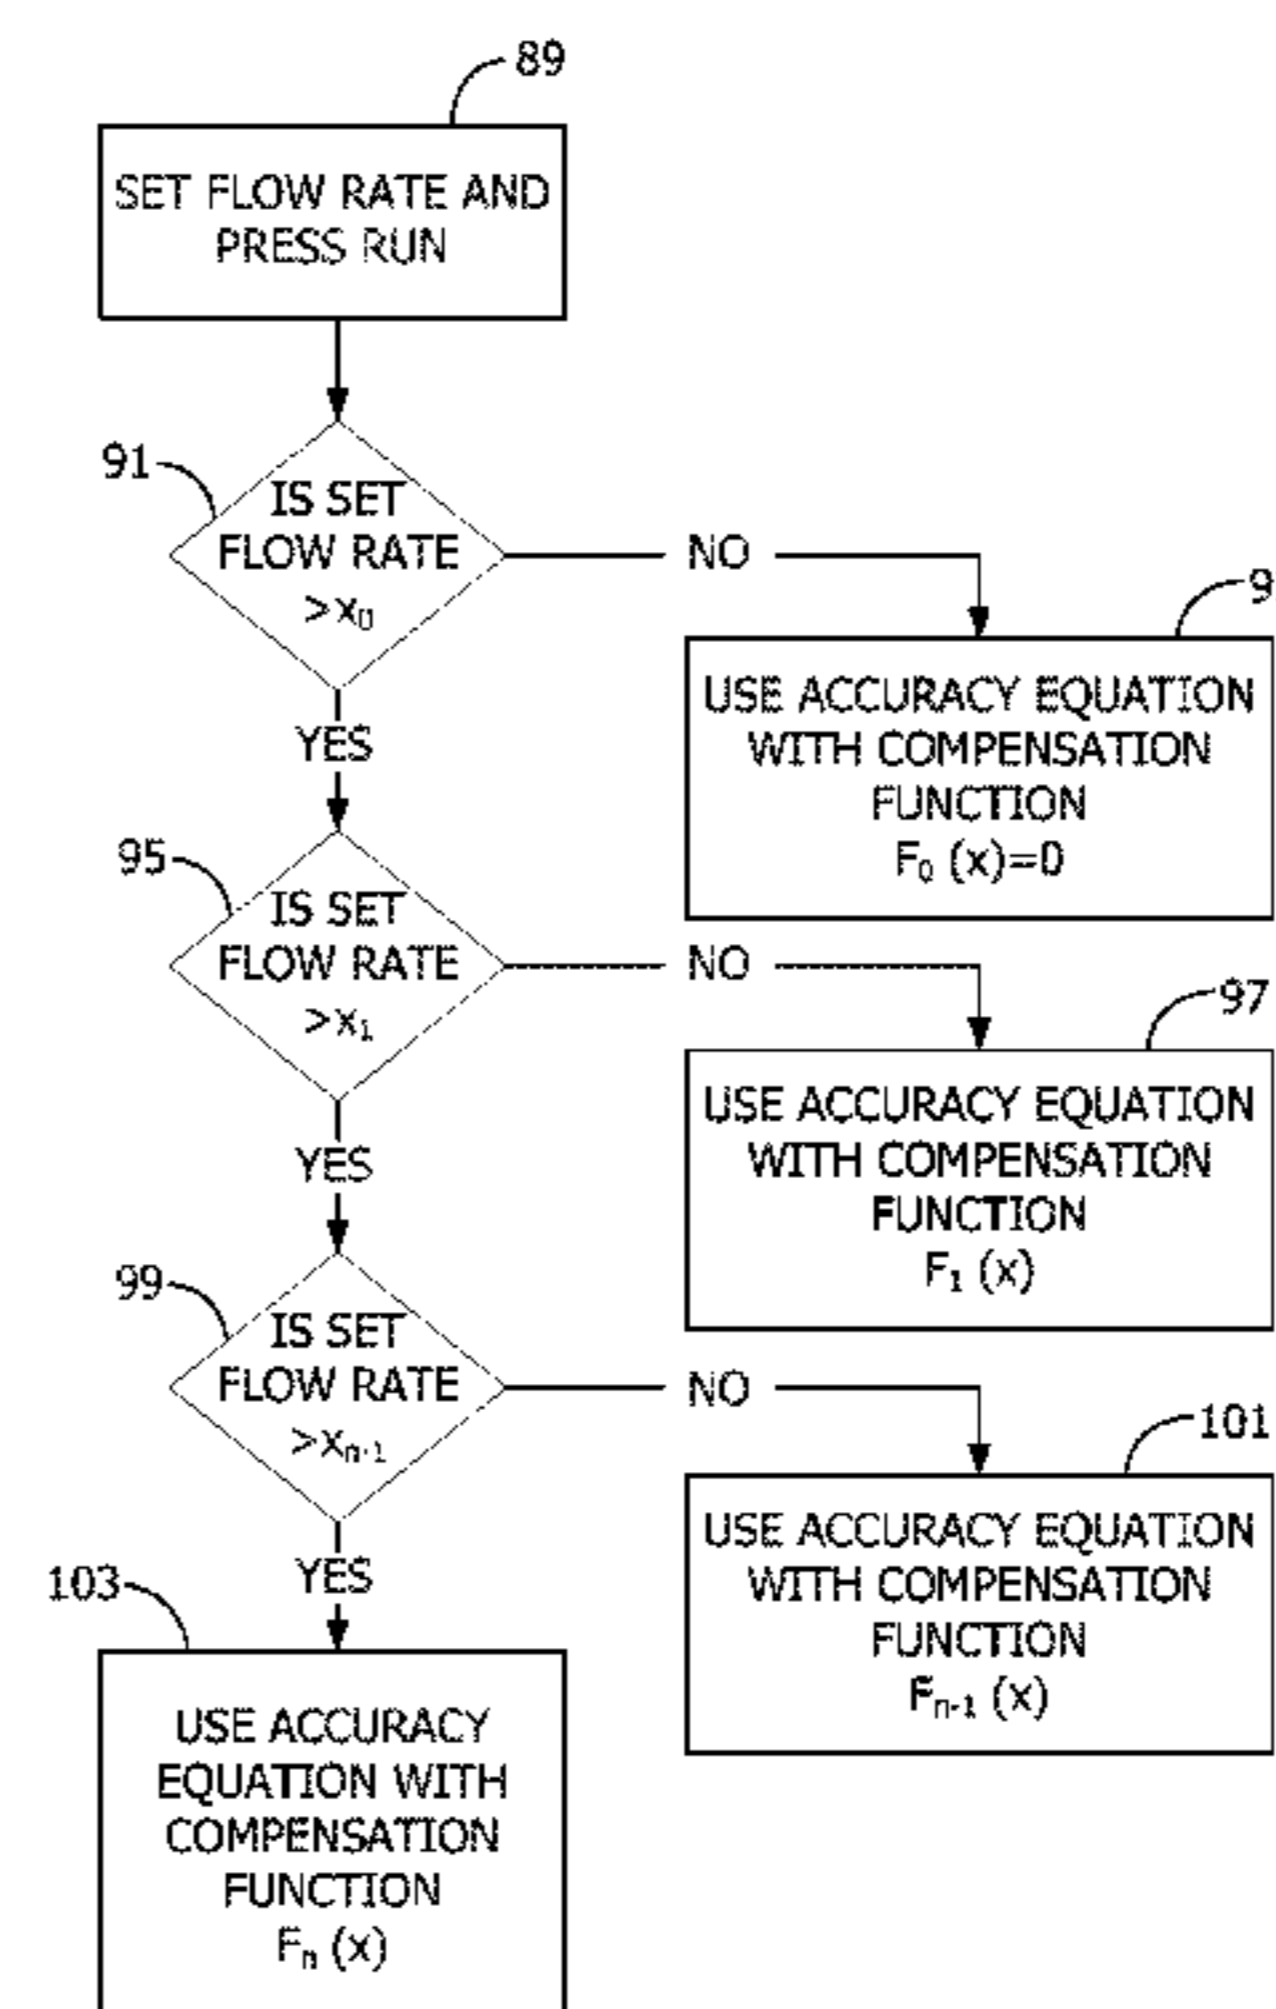 89
SET FLOW RATE AND
PRESS RUN
91
IS SET
FLOW RATE
>x₀
NO
9
USE ACCURACY EQUATION
WITH COMPENSATION
FUNCTION
F₀ (x)=0
YES
95
IS SET
FLOW RATE
>x₁
NO
97
USE ACCURACY EQUATION
WITH COMPENSATION
FUNCTION
F₁ (x)
YES
99
IS SET
FLOW RATE
>xₙ₋₁
NO
101
USE ACCURACY EQUATION
WITH COMPENSATION
FUNCTION
Fₙ₋₁ (x)
YES
103
USE ACCURACY
EQUATION WITH
COMPENSATION
FUNCTION
Fₙ (x)